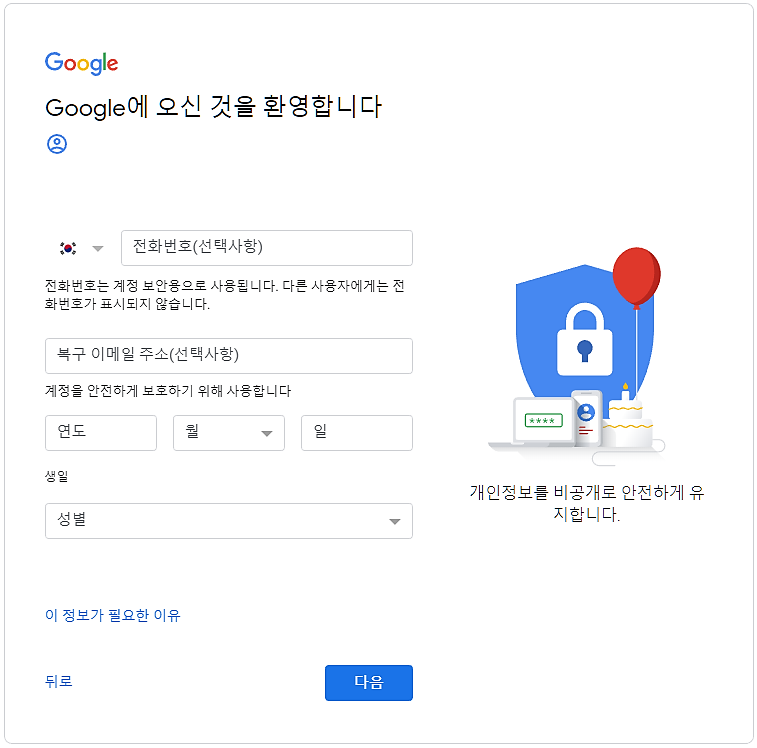 Google
Google에 오신 것을 환영합니다
전화번호(선택사항)
전화번호는 계정 보안용으로 사용됩니다. 다른 사용자에게는 전
화번호가 표시되지 않습니다.
복구 이메일 주소(선택사항)
계정을 안전하게 보호하기 위해 사용합니다
연도 월 일
생일
성별
이 정보가 필요한 이유
뒤로 다음
****
개인정보를 비공개로 안전하게 유
지합니다.